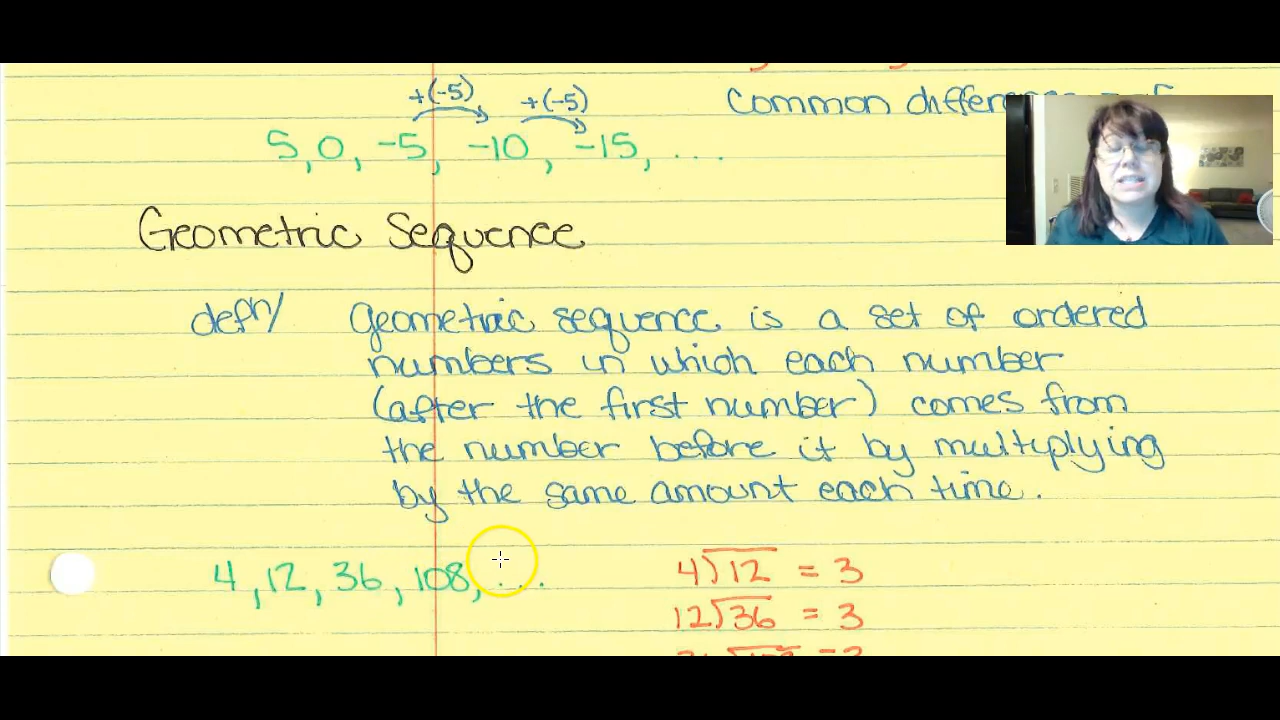 +(-5) +(-5)
Common differ
5, 0, -5, -10, -15, ...
Geometric Sequence
defn/ geometric sequence is a set of ordered
numbers in which each number
(after the first number) comes from
the number before it by multiplying
by the same amount each time.
4, 12, 36, 108, ... 4)12 = 3
12)36 = 3